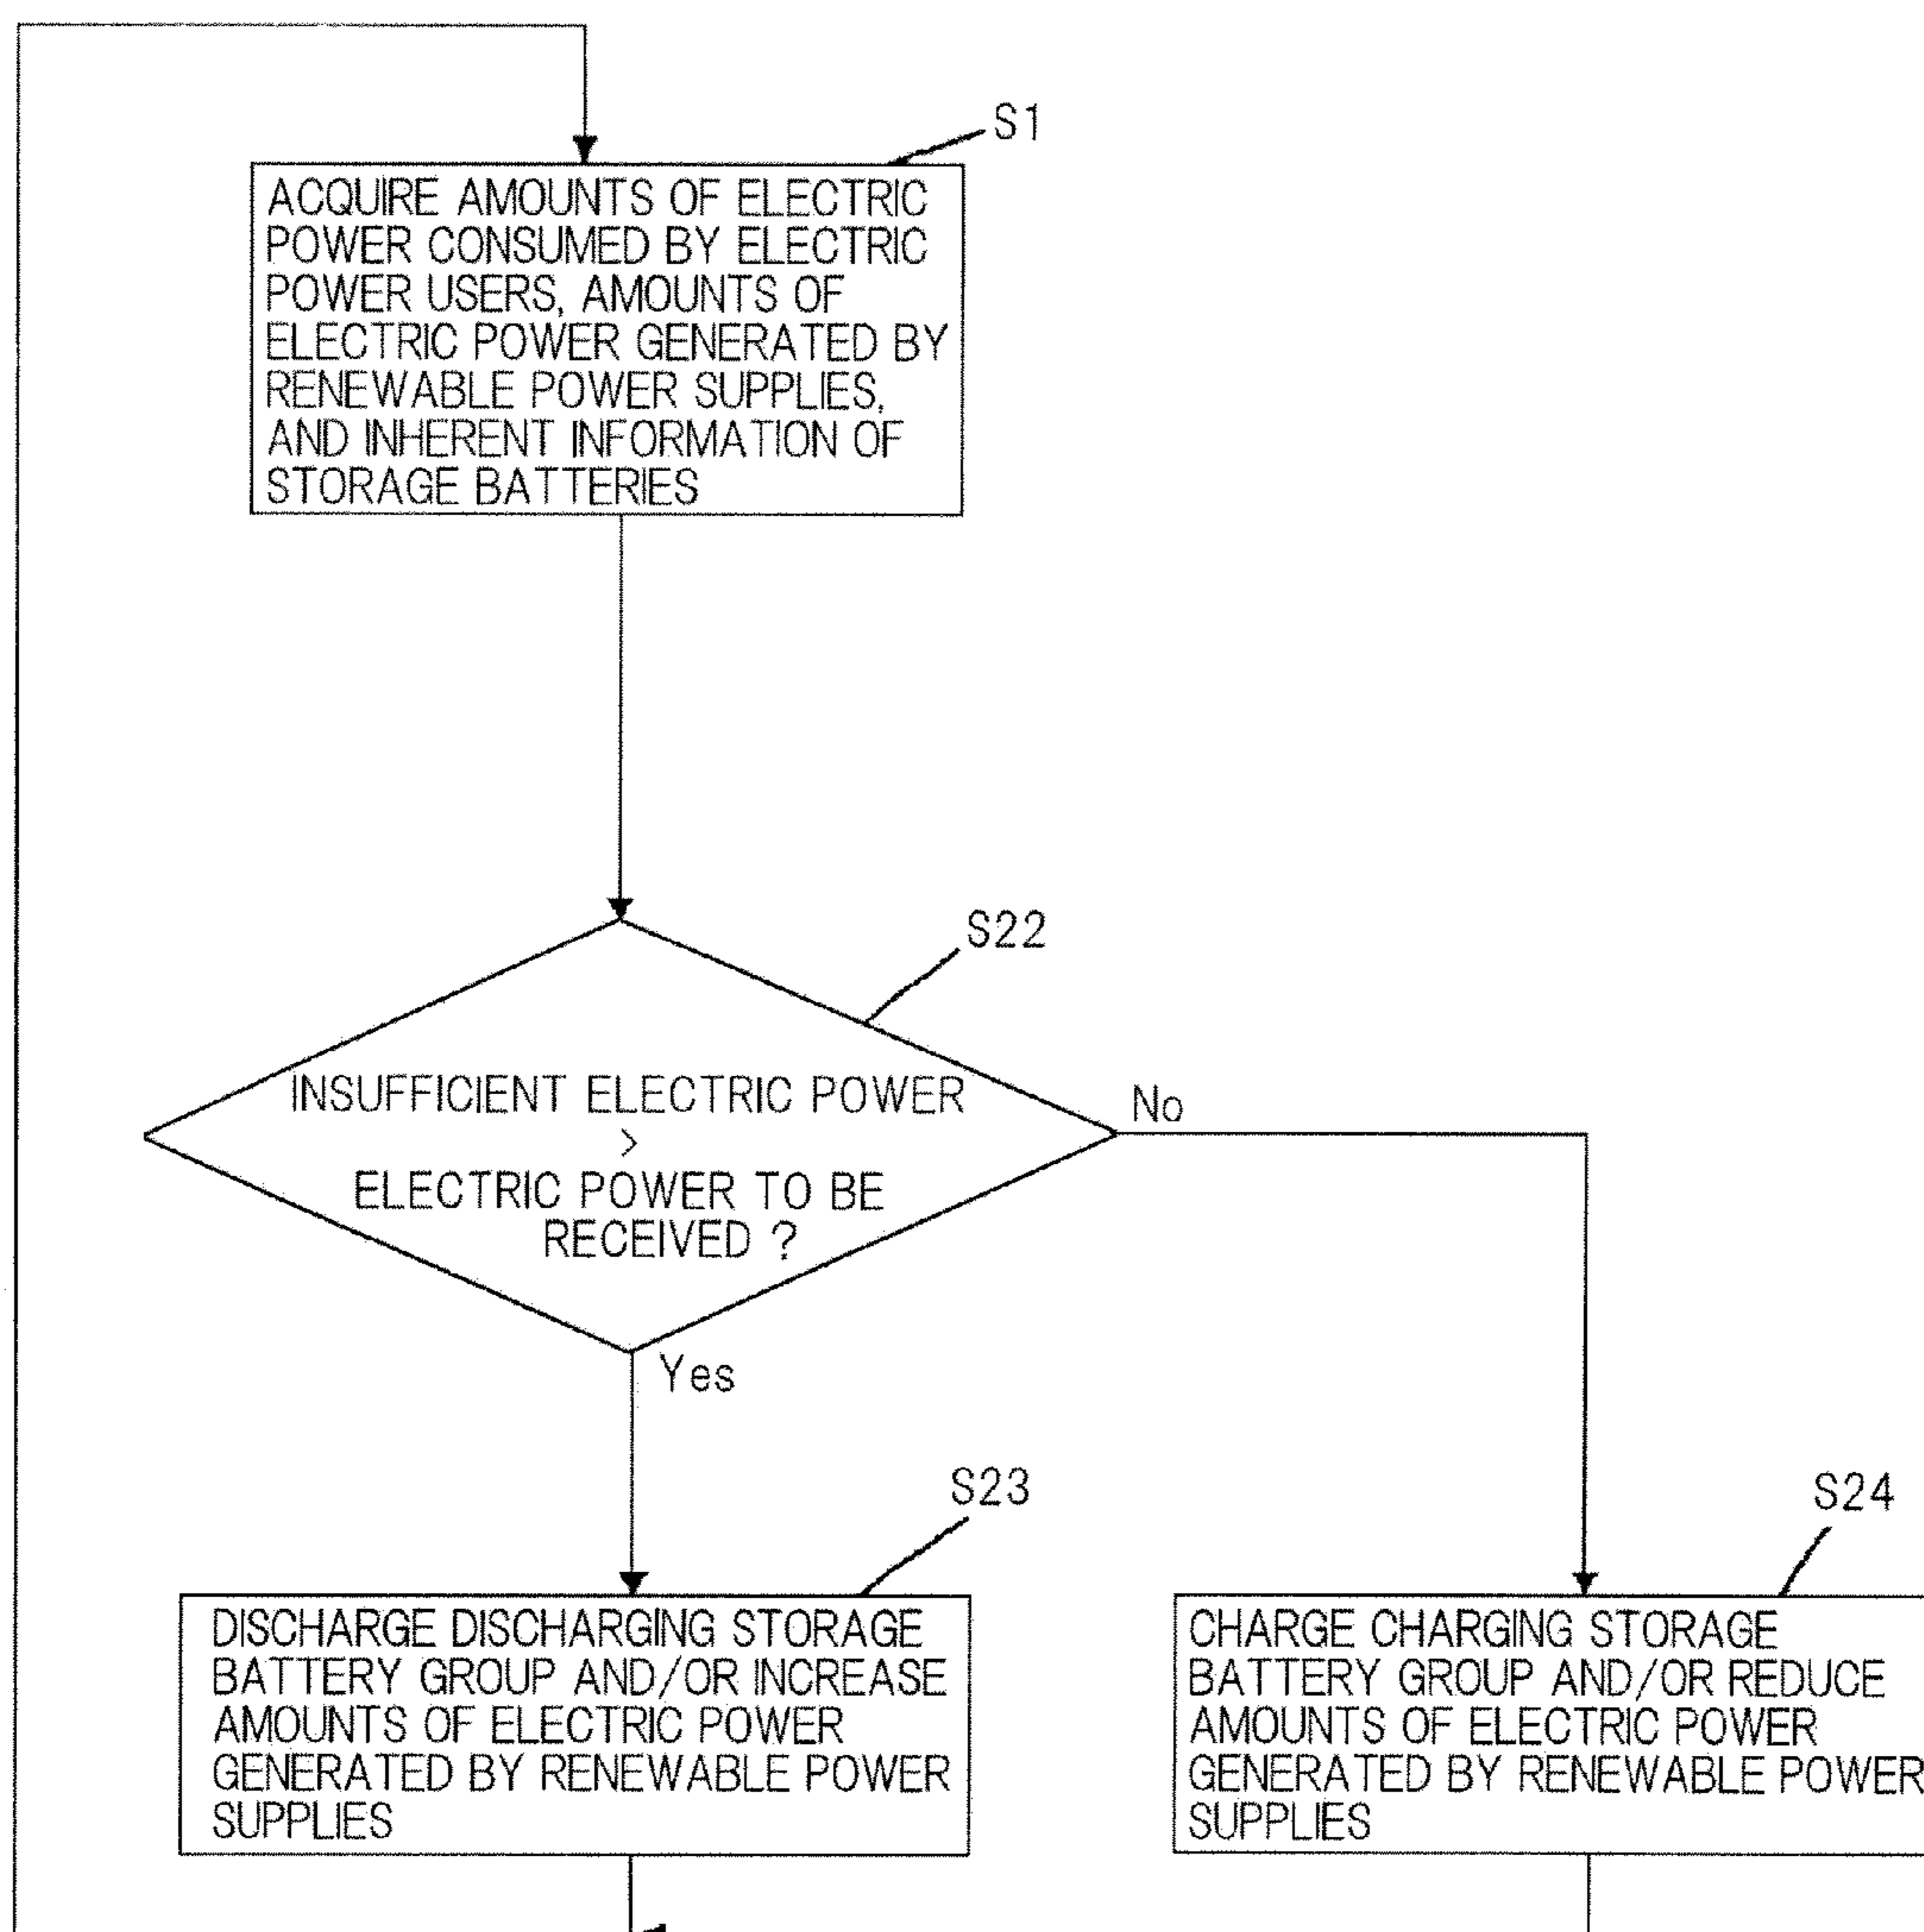 S1
ACQUIRE AMOUNTS OF ELECTRIC
POWER CONSUMED BY ELECTRIC
POWER USERS, AMOUNTS OF
ELECTRIC POWER GENERATED BY
RENEWABLE POWER SUPPLIES,
AND INHERENT INFORMATION OF
STORAGE BATTERIES
S22
INSUFFICIENT ELECTRIC POWER
>
ELECTRIC POWER TO BE
RECEIVED ?
No
Yes
S23
DISCHARGE DISCHARGING STORAGE
BATTERY GROUP AND/OR INCREASE
AMOUNTS OF ELECTRIC POWER
GENERATED BY RENEWABLE POWER
SUPPLIES
S24
CHARGE CHARGING STORAGE
BATTERY GROUP AND/OR REDUCE
AMOUNTS OF ELECTRIC POWER
GENERATED BY RENEWABLE POWER
SUPPLIES